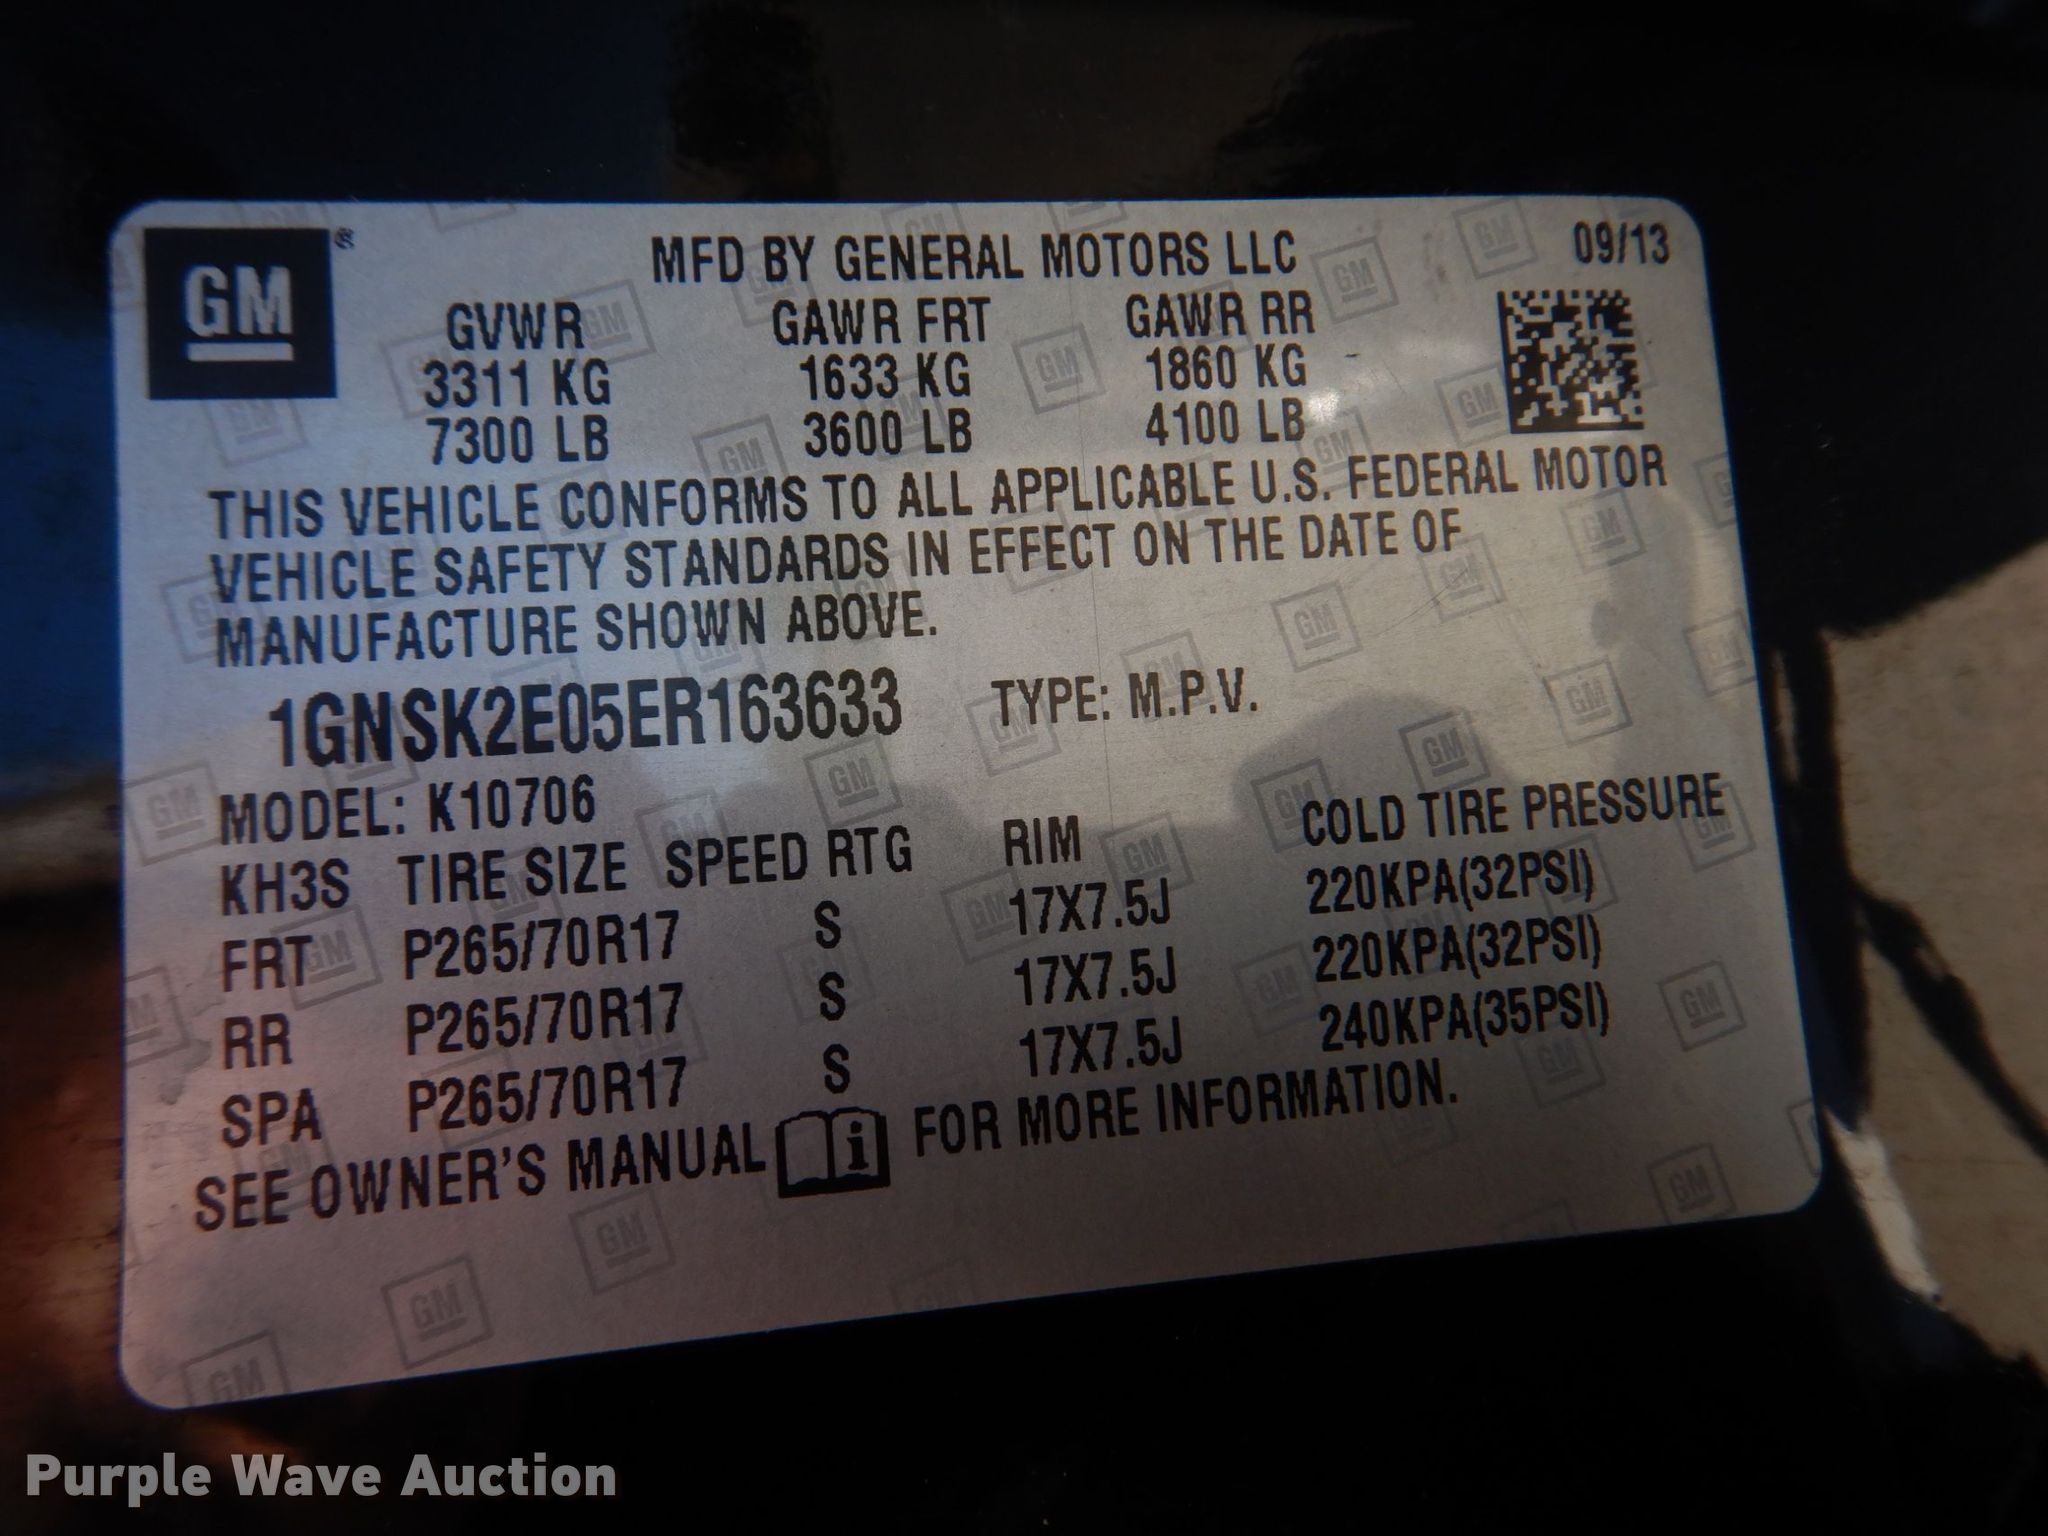 GM ®
MFD BY GENERAL MOTORS LLC 09/13
GVWR GAWR FRT GAWR RR
3311 KG 1633 KG 1860 KG
7300 LB 3600 LB 4100 LB
THIS VEHICLE CONFORMS TO ALL APPLICABLE U.S. FEDERAL MOTOR
VEHICLE SAFETY STANDARDS IN EFFECT ON THE DATE OF
MANUFACTURE SHOWN ABOVE.
1GNSK2E05ER163633 TYPE: M.P.V.
MODEL: K10706
KH3S TIRE SIZE SPEED RTG RIM COLD TIRE PRESSURE
FRT P265/70R17 S 17X7.5J 220KPA(32PSI)
RR P265/70R17 S 17X7.5J 220KPA(32PSI)
SPA P265/70R17 S 17X7.5J 240KPA(35PSI)
SEE OWNER'S MANUAL i FOR MORE INFORMATION.
Purple Wave Auction